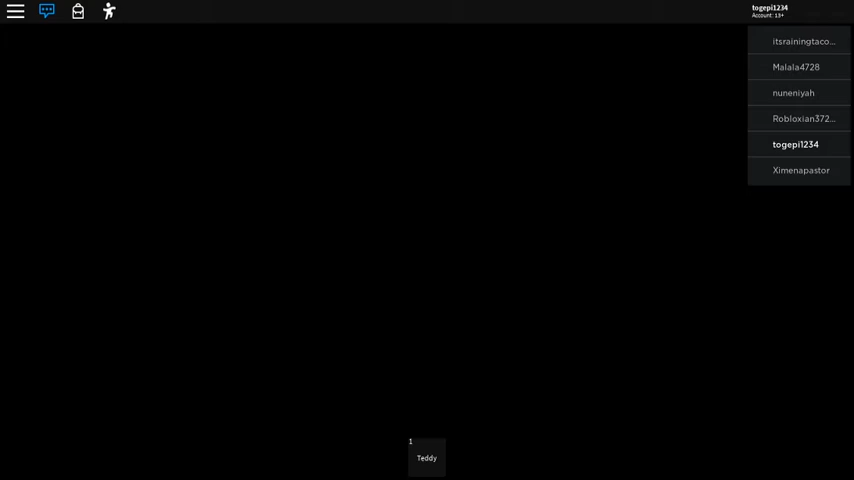 togepi1234
Account: 13+
itsrainingtaco...
Malala4728
nuneniyah
Robloxian372...
togepi1234
Ximenapastor
1
Teddy